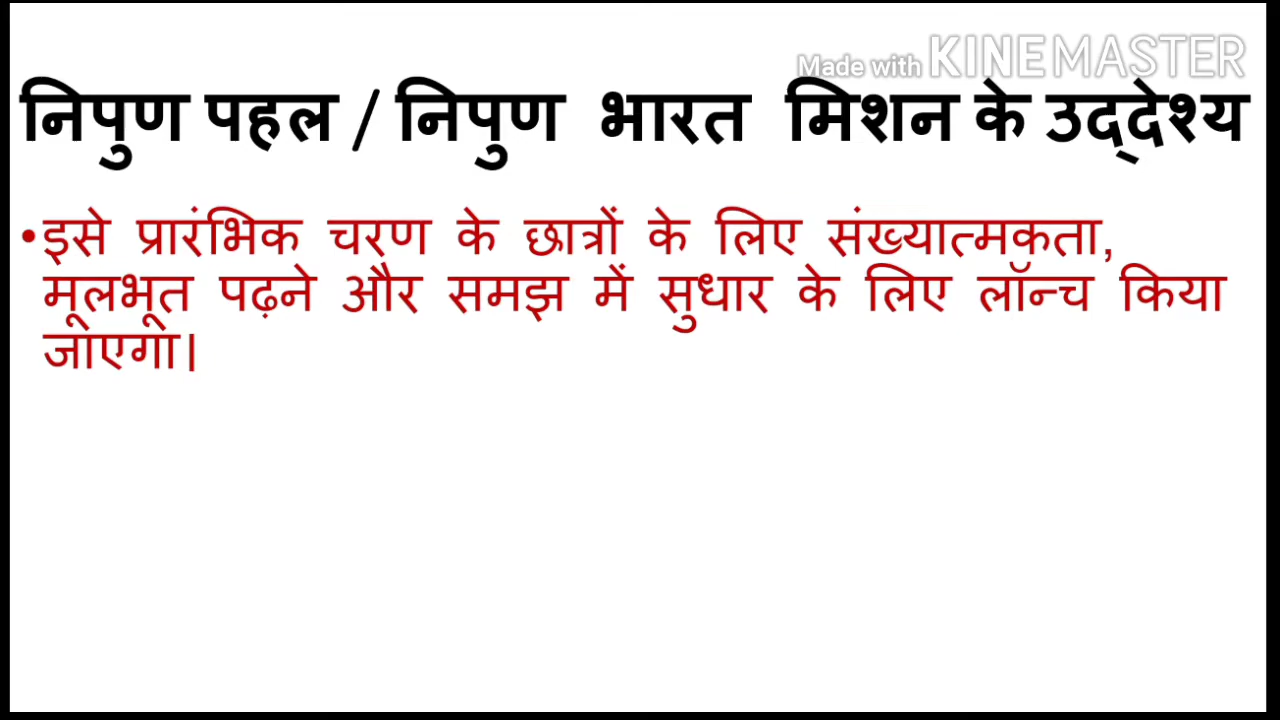 Made with KINEMASTER
निपुण पहल / निपुण भारत मिशन के उद्देश्य
•इसे प्रारंभिक चरण के छात्रों के लिए संख्यात्मकता,
मूलभूत पढ़ने और समझ में सुधार के लिए लॉन्च किया
जाएगा।